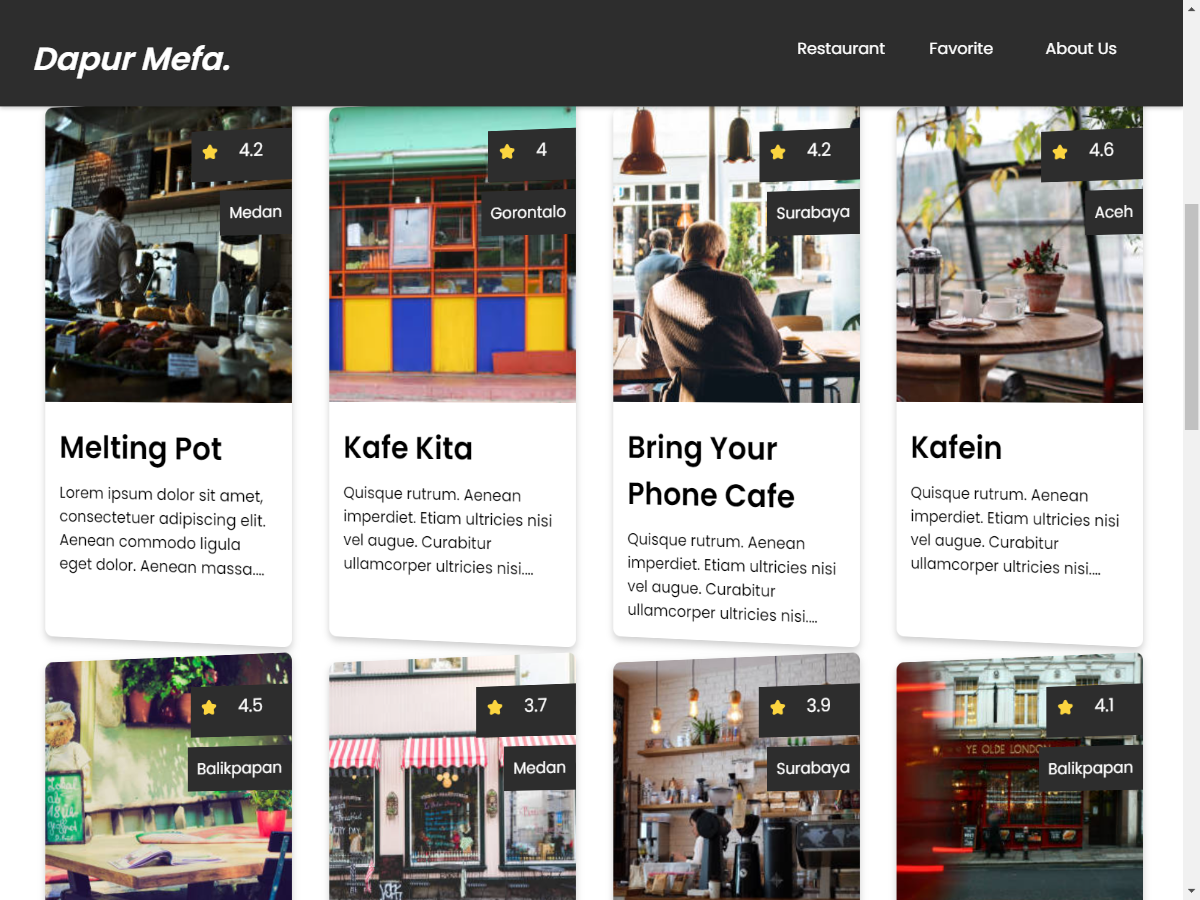 Dapur Mefa.
Restaurant
Favorite
About Us
4.2
Medan
4
Gorontalo
4.2
Surabaya
4.6
Aceh
Melting Pot
Lorem ipsum dolor sit amet,
consectetuer adipiscing elit.
Aenean commodo ligula
eget dolor. Aenean massa....
Kafe Kita
Quisque rutrum. Aenean
imperdiet. Etiam ultricies nisi
vel augue. Curabitur
ullamcorper ultricies nisi....
Bring Your
Phone Cafe
Quisque rutrum. Aenean
imperdiet. Etiam ultricies nisi
vel augue. Curabitur
ullamcorper ultricies nisi....
Kafein
Quisque rutrum. Aenean
imperdiet. Etiam ultricies nisi
vel augue. Curabitur
ullamcorper ultricies nisi....
4.5
Balikpapan
3.7
Medan
3.9
Surabaya
4.1
Balikpapan
YE OLDE LONDON